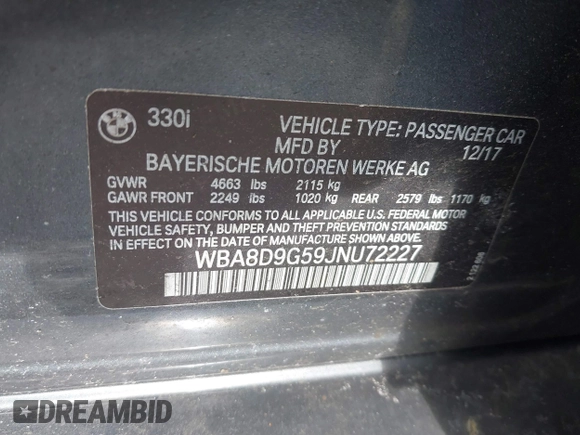 330i
VEHICLE TYPE: PASSENGER CAR
MFD BY 12/17
BAYERISCHE MOTOREN WERKE AG
GVWR 4663 lbs 2115 kg
GAWR FRONT 2249 lbs 1020 kg REAR 2579 lbs 1170 kg
THIS VEHICLE CONFORMS TO ALL APPLICABLE U.S. FEDERAL MOTOR
VEHICLE SAFETY, BUMPER AND THEFT PREVENTION STANDARDS
IN EFFECT ON THE DATE OF MANUFACTURE SHOWN ABOVE.
WBA8D9G59JNU72227
DREAMBID